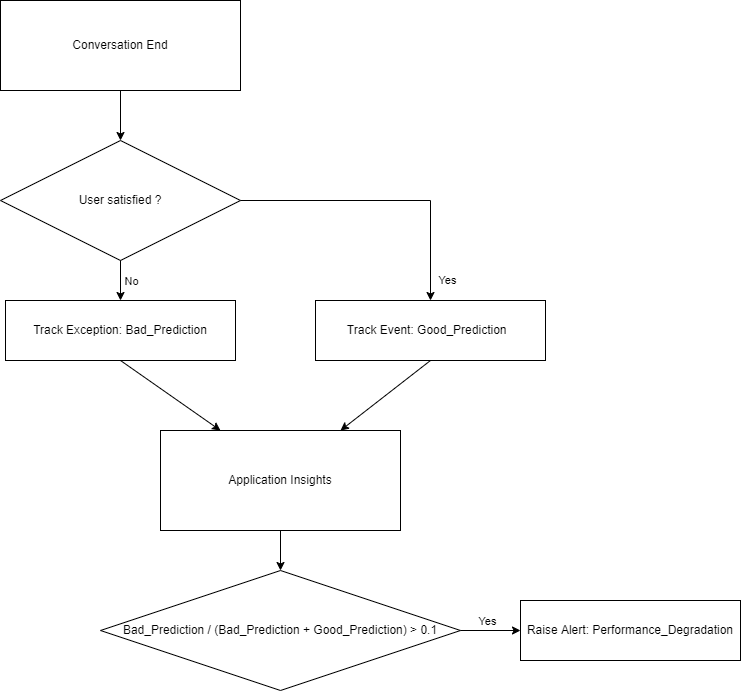 Conversation End
User satisfied ?
No
Yes
Track Exception: Bad_Prediction
Track Event: Good_Prediction
Application Insights
Bad_Prediction / (Bad_Prediction + Good_Prediction) > 0.1
Yes
Raise Alert: Performance_Degradation